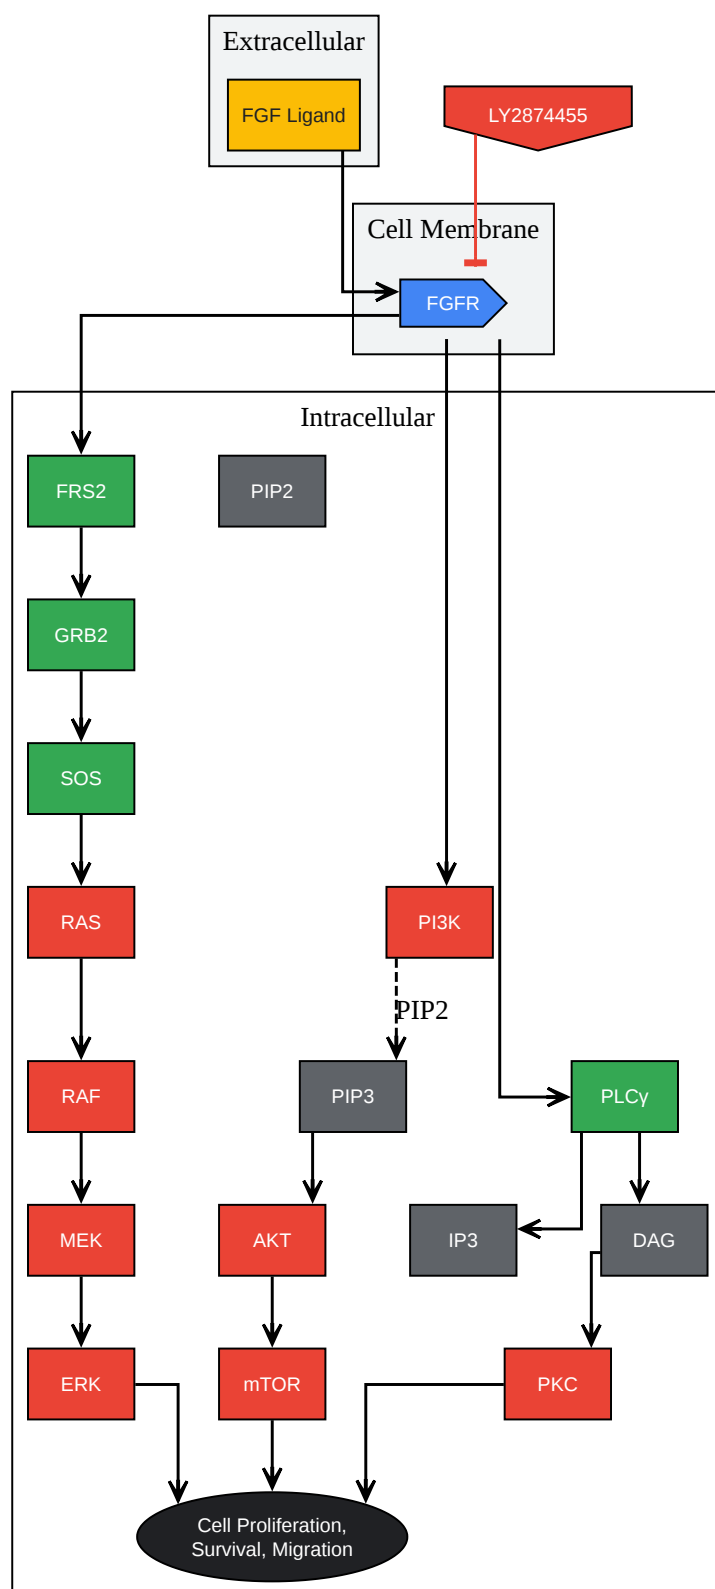 Extracellular
FGF Ligand
LY2874455
Cell Membrane
FGFR
Intracellular
FRS2
PIP2
GRB2
SOS
RAS
PI3K
PIP2
RAF
PIP3
PLCγ
MEK
AKT
IP3
DAG
ERK
mTOR
PKC
Cell Proliferation,
Survival, Migration